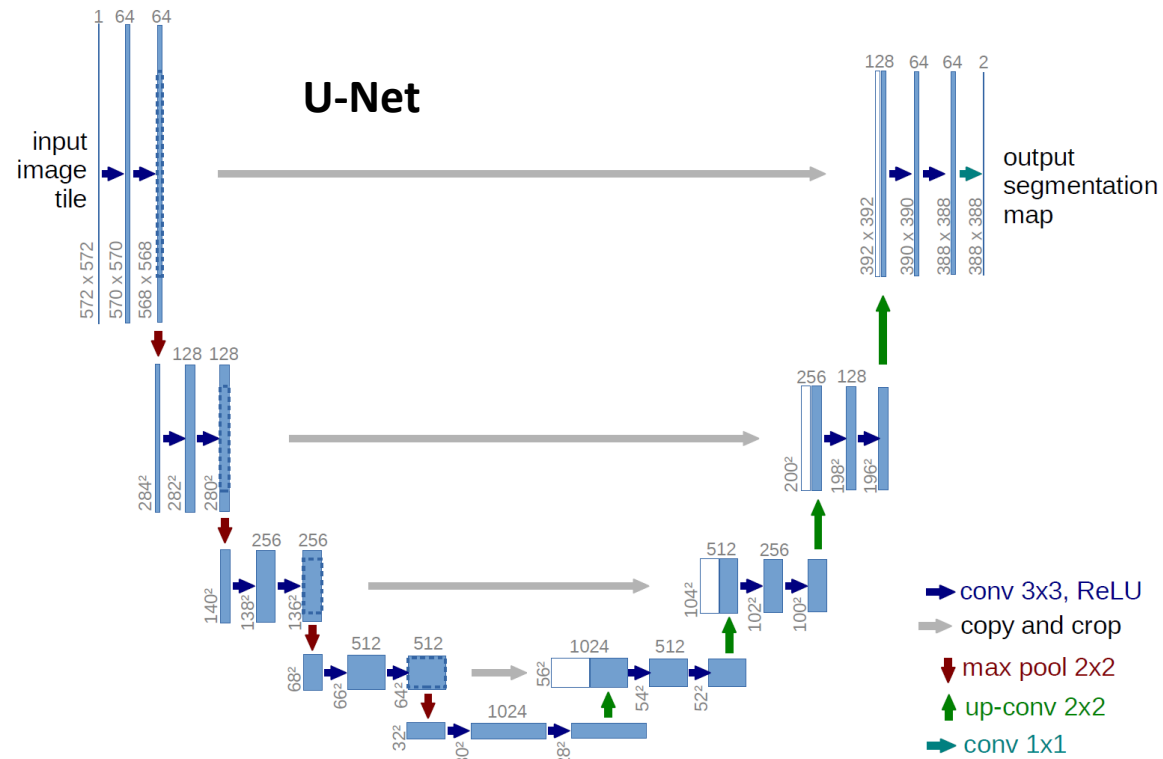 U-Net
1 64 64
input
image
tile
572 x 572
570 x 570
568 x 568
128 64 64 2
output
segmentation
map
392 x 392
390 x 390
388 x 388
388 x 388
128 128
284²
282²
280²
256 128
200²
198²
196²
256 256
140²
138²
136²
512 256
104²
102²
100²
512 512
68²
66²
64²
1024 512
56²
54²
52²
1024
32²
conv 3x3, ReLU
copy and crop
max pool 2x2
up-conv 2x2
conv 1x1